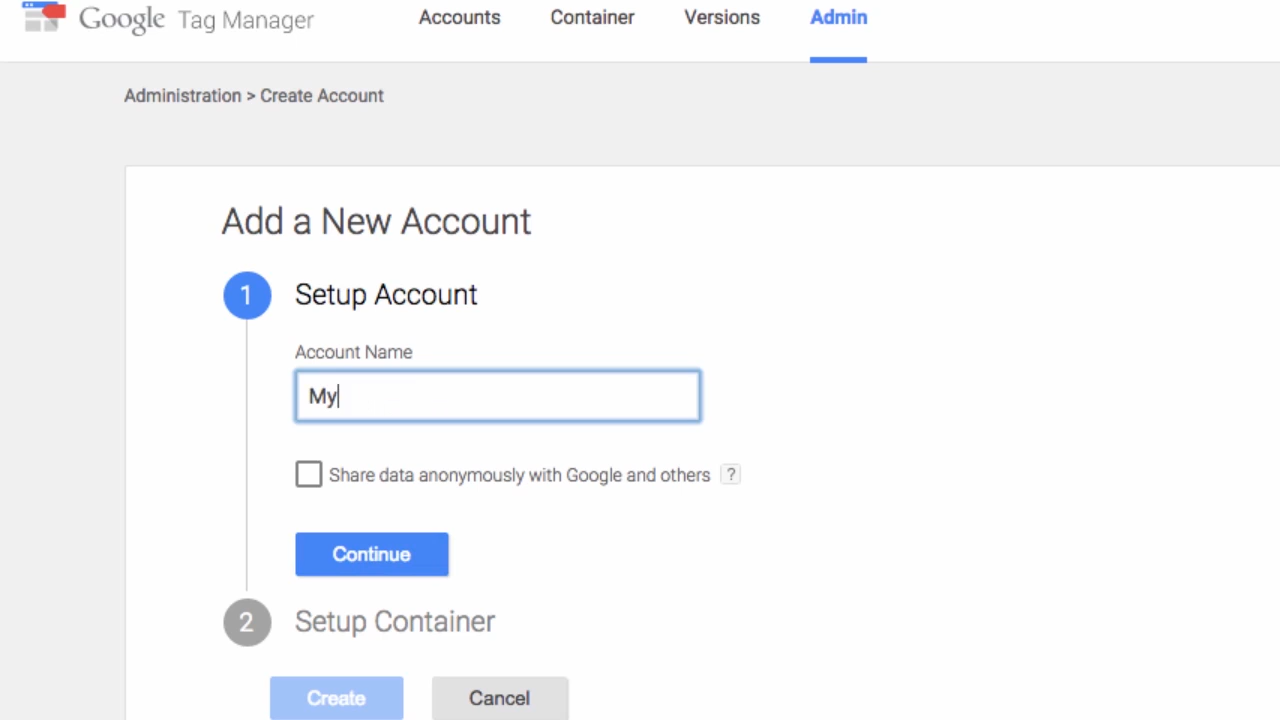 Google Tag Manager Accounts Container Versions Admin
Administration > Create Account
Add a New Account
1 Setup Account
Account Name
My
Share data anonymously with Google and others ?
Continue
2 Setup Container
Create Cancel